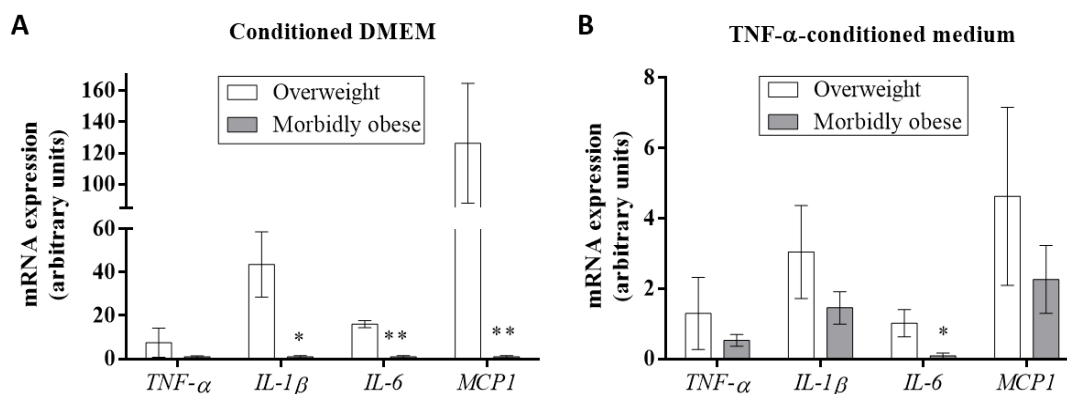 A
Conditioned DMEM
mRNA expression
(arbitrary units)
160
140
120
100
60
40
20
0
Overweight
Morbidly obese
*
**
**
TNF-α
IL-1β
IL-6
MCP1
B
TNF-α-conditioned medium
mRNA expression
(arbitrary units)
8
6
4
2
0
Overweight
Morbidly obese
*
TNF-α
IL-1β
IL-6
MCP1